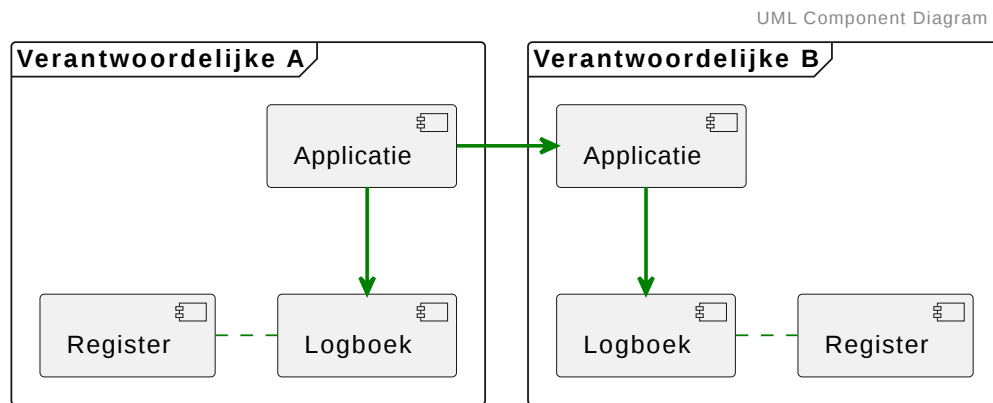 UML Component Diagram
Verantwoordelijke A
Verantwoordelijke B
Applicatie
Applicatie
Register
Logboek
Logboek
Register